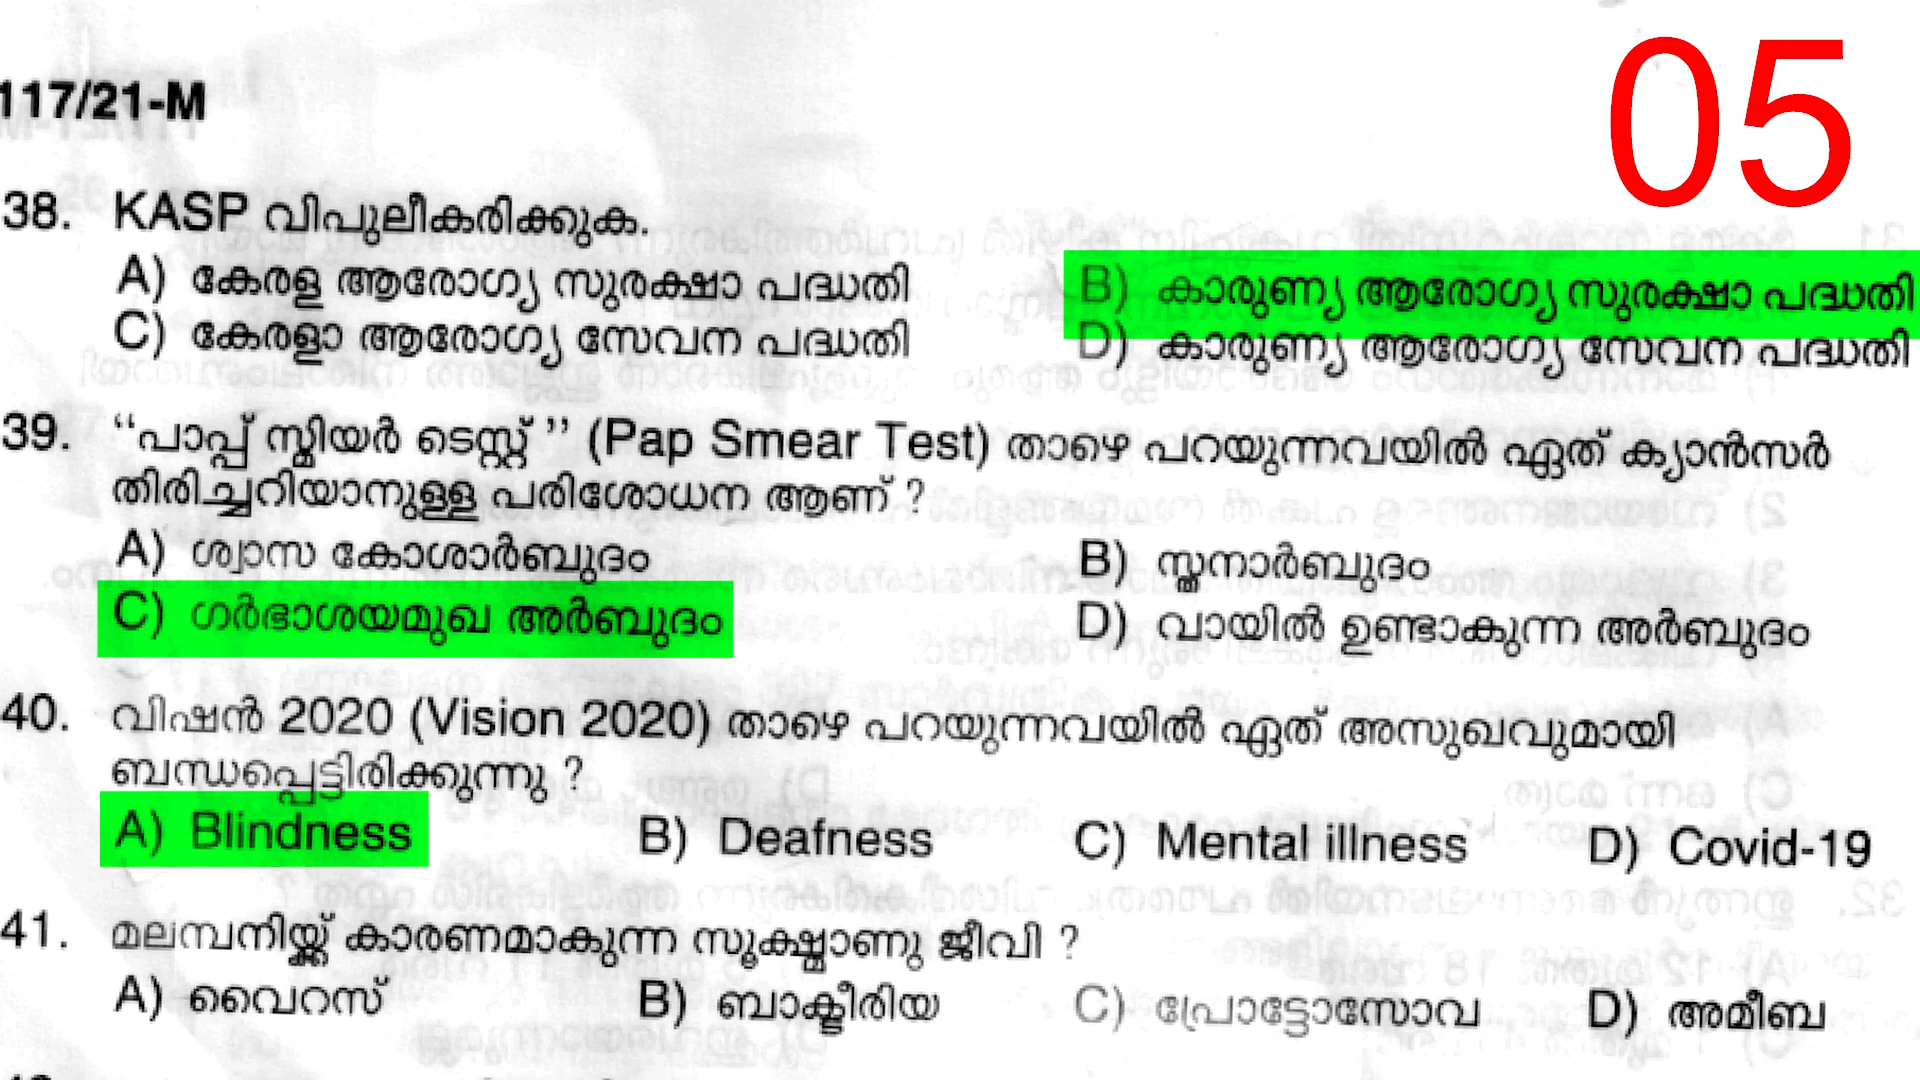 05
117/21-M
38. KASP വിപുലീകരിക്കുക.
A) കേരള ആരോഗ്യ സുരക്ഷാ പദ്ധതി B) കാരുണ്യ ആരോഗ്യ സുരക്ഷാ പദ്ധതി
C) കേരളാ ആരോഗ്യ സേവന പദ്ധതി D) കാരുണ്യ ആരോഗ്യ സേവന പദ്ധതി
39. “പാപ്പ് സ്മിയർ ടെസ്റ്റ് ” (Pap Smear Test) താഴെ പറയുന്നവയിൽ ഏത് ക്യാൻസർ
തിരിച്ചറിയാനുള്ള പരിശോധന ആണ് ?
A) ശ്വാസ കോശാർബുദം B) സ്തനാർബുദം
C) ഗർഭാശയമുഖ അർബുദം D) വായിൽ ഉണ്ടാകുന്ന അർബുദം
40. വിഷൻ 2020 (Vision 2020) താഴെ പറയുന്നവയിൽ ഏത് അസുഖവുമായി
ബന്ധപ്പെട്ടിരിക്കുന്നു ?
A) Blindness B) Deafness C) Mental illness D) Covid-19
41. മലമ്പനിയ്ക്ക് കാരണമാകുന്ന സൂക്ഷ്മാണു ജീവി ?
A) വൈറസ് B) ബാക്ടീരിയ C) പ്രോട്ടോസോവ D) അമീബ